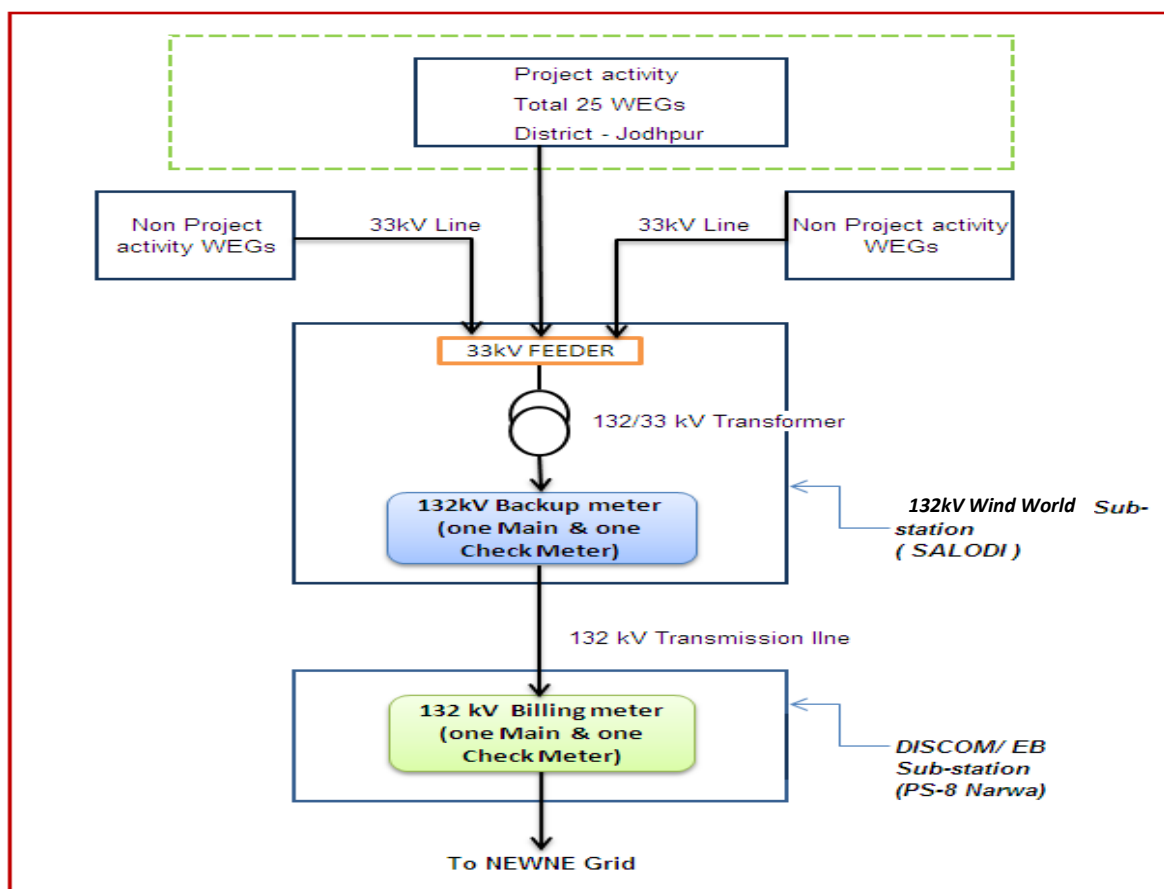 Project activity
Total 25 WEGs
District - Jodhpur
Non Project
activity WEGs
33kV Line
33kV Line
Non Project activity
WEGs
33kV FEEDER
132/33 kV Transformer
132kV Backup meter
(one Main & one
Check Meter)
132kV Wind World Sub-
station
( SALODI )
132 kV Transmission lIne
132 kV Billing meter
(one Main & one
Check Meter)
DISCOM/ EB
Sub-station
(PS-8 Narwa)
To NEWNE Grid